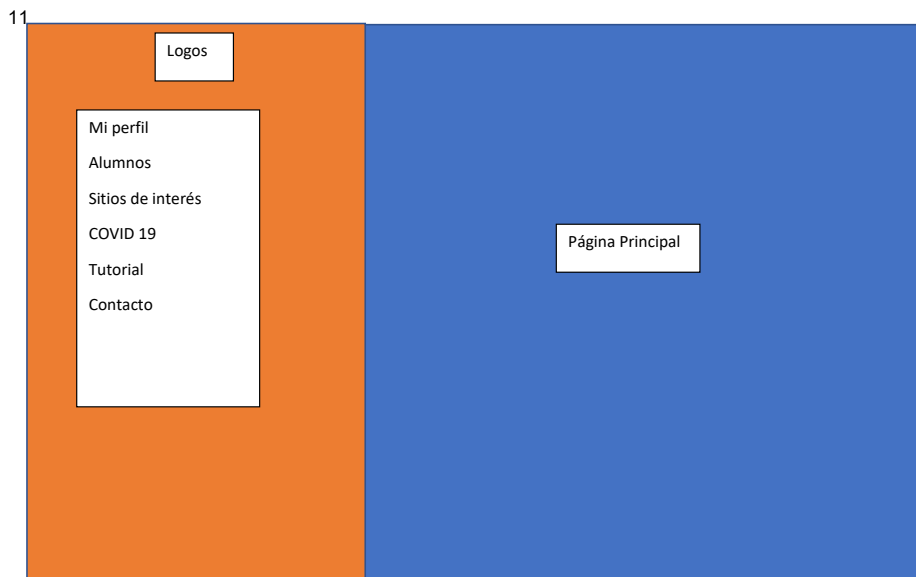 11
Logos
Mi perfil
Alumnos
Sitios de interés
COVID 19
Tutorial
Contacto
Página Principal